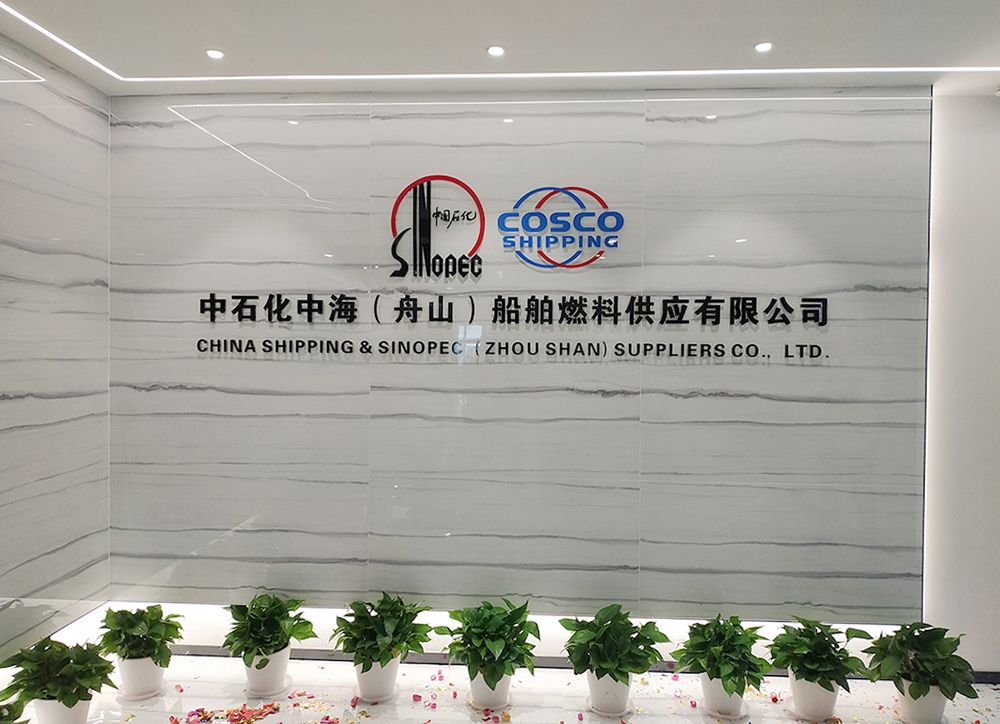 中国石化
SINOPEC
COSCO
SHIPPING
中石化中海（舟山）船舶燃料供应有限公司
CHINA SHIPPING & SINOPEC (ZHOU SHAN) SUPPLIERS CO., LTD.